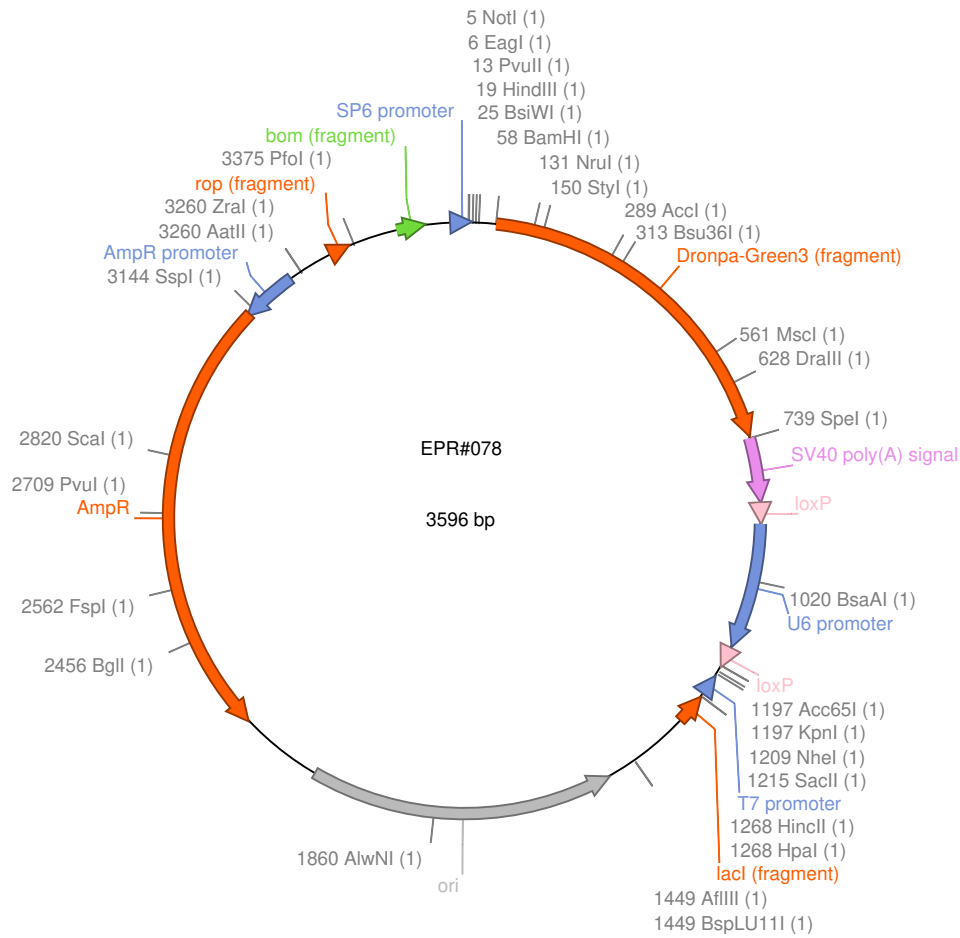 5 NotI (1)
6 EagI (1)
13 PvuII (1)
19 HindIII (1)
25 BsiWI (1)
58 BamHI (1)
131 NruI (1)
150 StyI (1)
289 AccI (1)
313 Bsu36I (1)
Dronpa-Green3 (fragment)
561 MscI (1)
628 DraIII (1)
739 SpeI (1)
SV40 poly(A) signal
loxP
1020 BsaAI (1)
U6 promoter
loxP
1197 Acc65I (1)
1197 KpnI (1)
1209 NheI (1)
1215 SacII (1)
T7 promoter
1268 HincII (1)
1268 HpaI (1)
lacI (fragment)
1449 AflIII (1)
1449 BspLU11I (1)
ori
1860 AlwNI (1)
2456 BglI (1)
2562 FspI (1)
AmpR
2709 PvuI (1)
2820 ScaI (1)
3144 SspI (1)
AmpR promoter
3260 AatII (1)
3260 ZraI (1)
rop (fragment)
3375 PfoI (1)
bom (fragment)
SP6 promoter
EPR#078
3596 bp